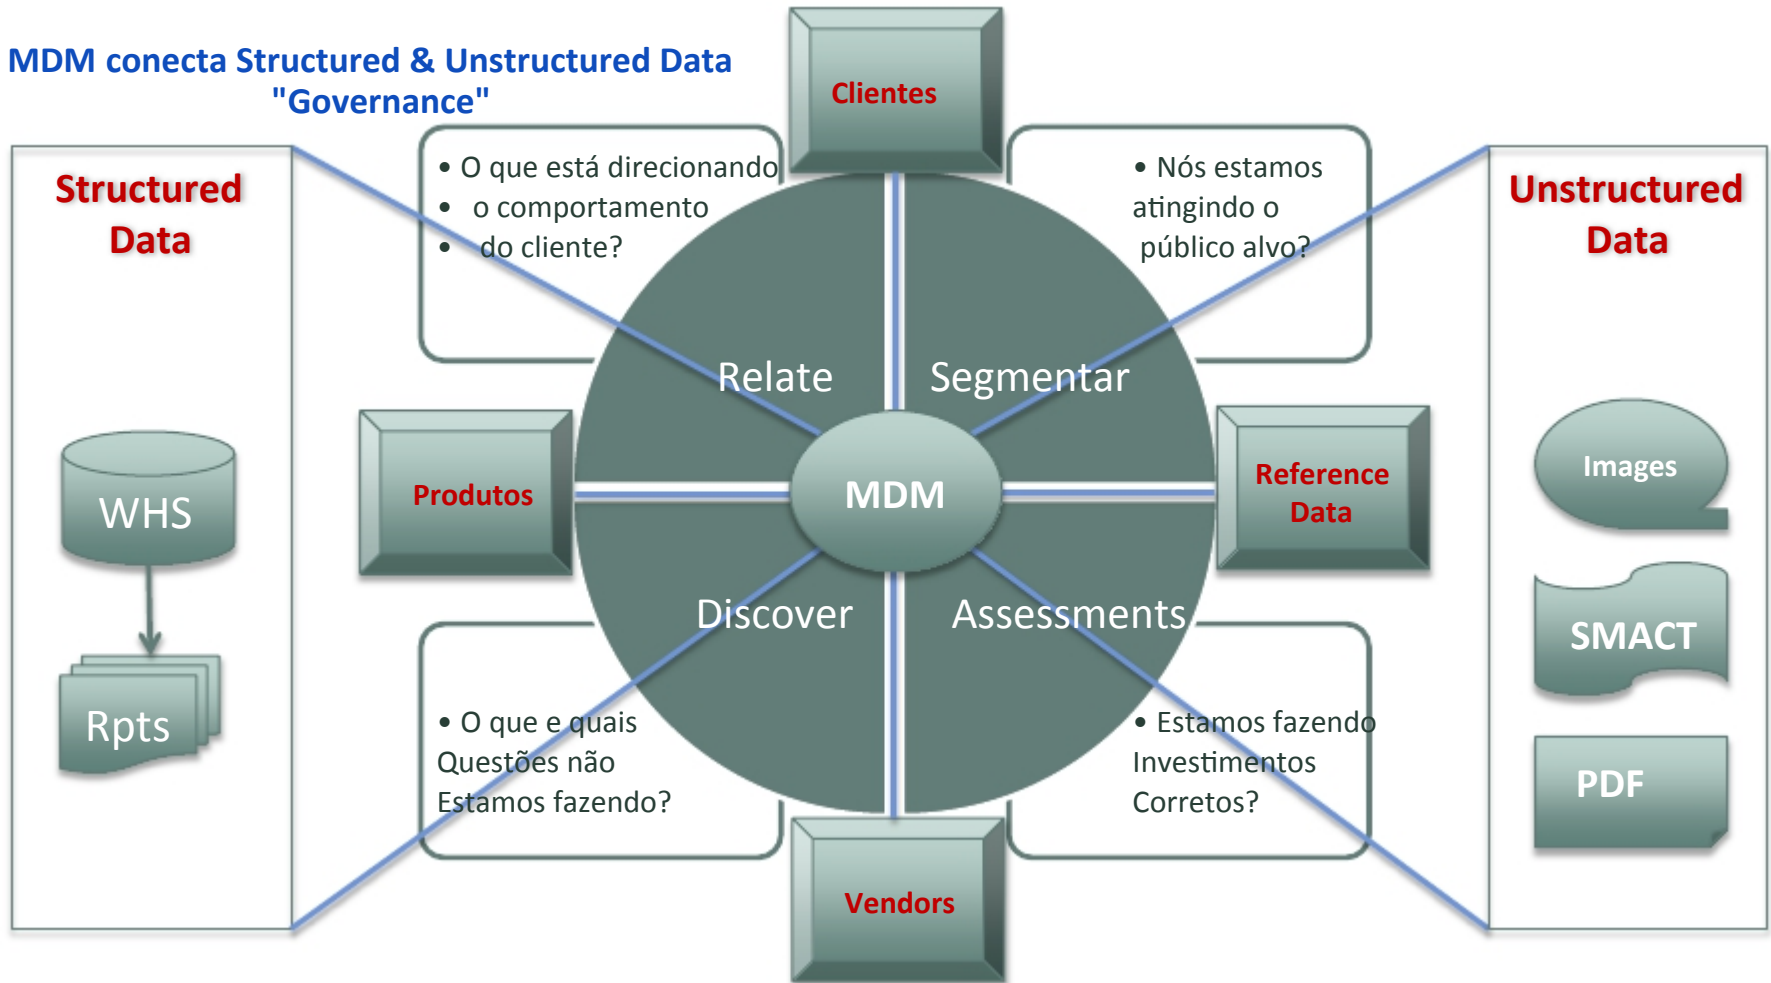 MDM conecta Structured & Unstructured Data
"Governance"
Structured
Data
WHS
Rpts
• O que está direcionando
• o comportamento
• do cliente?
Clientes
• Nós estamos
atingindo o
público alvo?
Relate
Segmentar
Produtos
MDM
Reference
Data
Discover
Assessments
• O que e quais
Questões não
Estamos fazendo?
• Estamos fazendo
Investimentos
Corretos?
Vendors
Unstructured
Data
Images
SMACT
PDF